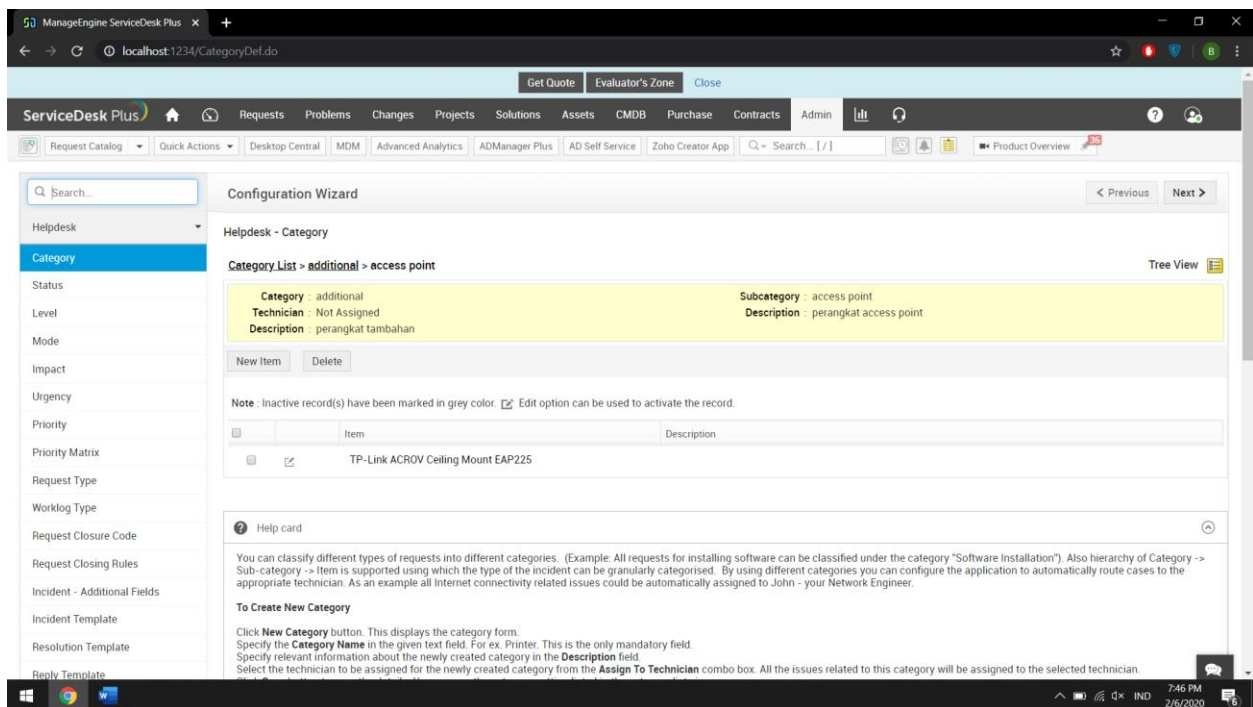 ManageEngine ServiceDesk Plus
localhost:1234/CategoryDef.do
B
Get Quote Evaluator's Zone Close
ServiceDesk Plus Requests Problems Changes Projects Solutions Assets CMDB Purchase Contracts Admin
Request Catalog Quick Actions Desktop Central MDM Advanced Analytics ADManager Plus AD Self Service Zoho Creator App Search... [/] Product Overview 36
Search...
Helpdesk
Category
Status
Level
Mode
Impact
Urgency
Priority
Priority Matrix
Request Type
Worklog Type
Request Closure Code
Request Closing Rules
Incident - Additional Fields
Incident Template
Resolution Template
Reply Template
Configuration Wizard
< Previous Next >
Helpdesk - Category
Category List > additional > access point
Tree View
Category : additional Subcategory : access point
Technician : Not Assigned Description : perangkat access point
Description : perangkat tambahan
New Item Delete
Note : Inactive record(s) have been marked in grey color. Edit option can be used to activate the record.
Item Description
TP-Link ACROV Ceiling Mount EAP225
Help card
You can classify different types of requests into different categories. (Example: All requests for installing software can be classified under the category "Software Installation"). Also hierarchy of Category ->
Sub-category -> Item is supported using which the type of the incident can be granularly categorised. By using different categories you can configure the application to automatically route cases to the
appropriate technician. As an example all Internet connectivity related issues could be automatically assigned to John - your Network Engineer.
To Create New Category
Click New Category button. This displays the category form.
Specify the Category Name in the given text field. For ex. Printer. This is the only mandatory field.
Specify relevant information about the newly created category in the Description field.
Select the technician to be assigned for the newly created category from the Assign To Technician combo box. All the issues related to this category will be assigned to the selected technician.
IND
7:46 PM
2/6/2020
6